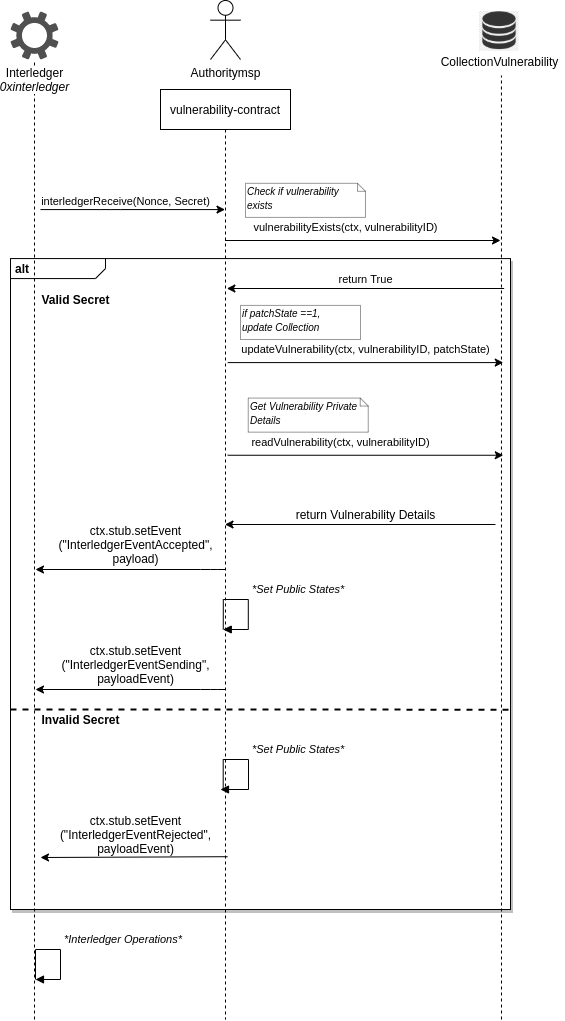 Interledger
0xinterledger
Authoritymsp
CollectionVulnerability
vulnerability-contract
interledgerReceive(Nonce, Secret)
Check if vulnerability
exists
vulnerabilityExists(ctx, vulnerabilityID)
alt
return True
Valid Secret
if patchState ==1,
update Collection
updateVulnerability(ctx, vulnerabilityID, patchState)
Get Vulnerability Private
Details
readVulnerability(ctx, vulnerabilityID)
return Vulnerability Details
ctx.stub.setEvent
("InterledgerEventAccepted",
payload)
*Set Public States*
ctx.stub.setEvent
("InterledgerEventSending",
payloadEvent)
Invalid Secret
*Set Public States*
ctx.stub.setEvent
("InterledgerEventRejected",
payloadEvent)
*Interledger Operations*